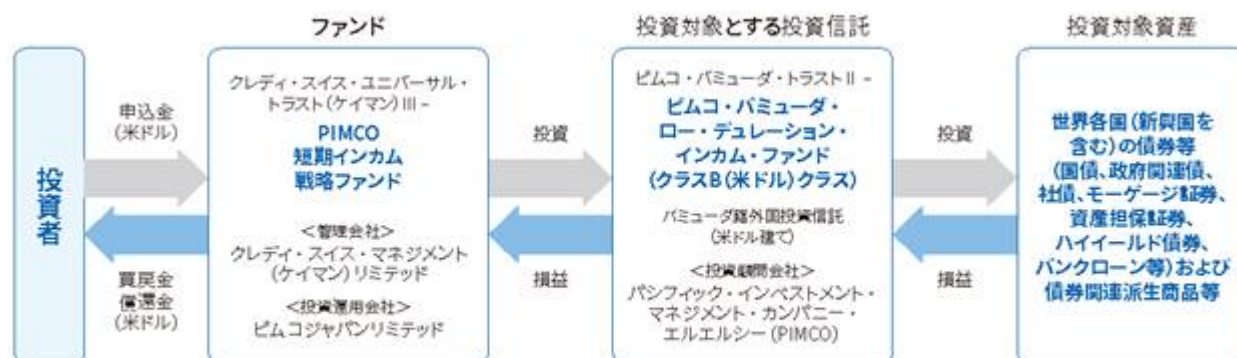 ファンド
投資対象とする投資信託
投資対象資産
投資者
申込金
(米ドル)
買戻金
償還金
(米ドル)
クレディ・スイス・ユニバーサル・
トラスト(ケイマン)III –
PIMCO
短期インカム
戦略ファンド
<管理会社>
クレディ・スイス・マネジメント
(ケイマン)リミテッド
<投資運用会社>
ピムコジャパンリミテッド
投資
損益
ピムコ・バミューダ・トラストII –
ピムコ・バミューダ・
ロー・デュレーション・
インカム・ファンド
(クラスB(米ドル)クラス)
バミューダ籍外国投資信託
(米ドル建て)
<投資顧問会社>
パシフィック・インベストメント・
マネジメント・カンパニー・
エルエルシー(PIMCO)
投資
損益
世界各国(新興国を
含む)の債券等
(国債、政府関連債、
社債、モーゲージ証券、
資産担保証券、
ハイイールド債券、
バンクローン等)および
債券関連派生商品等